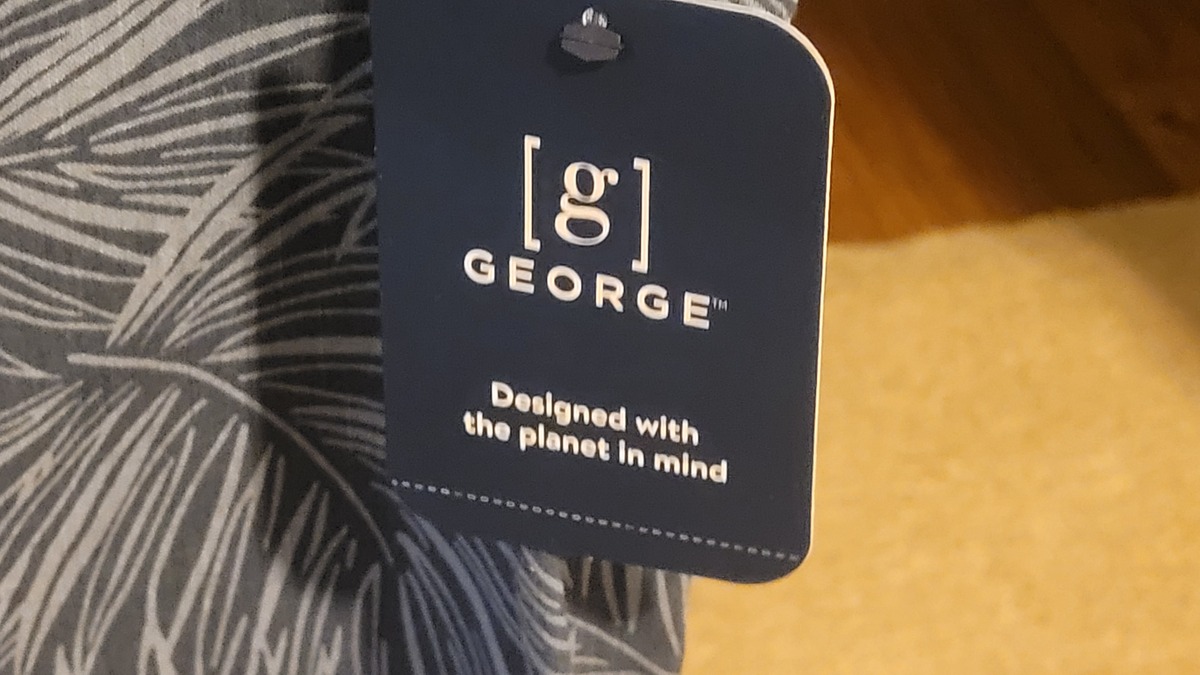 [g]
GEORGE™
Designed with
the planet in mind